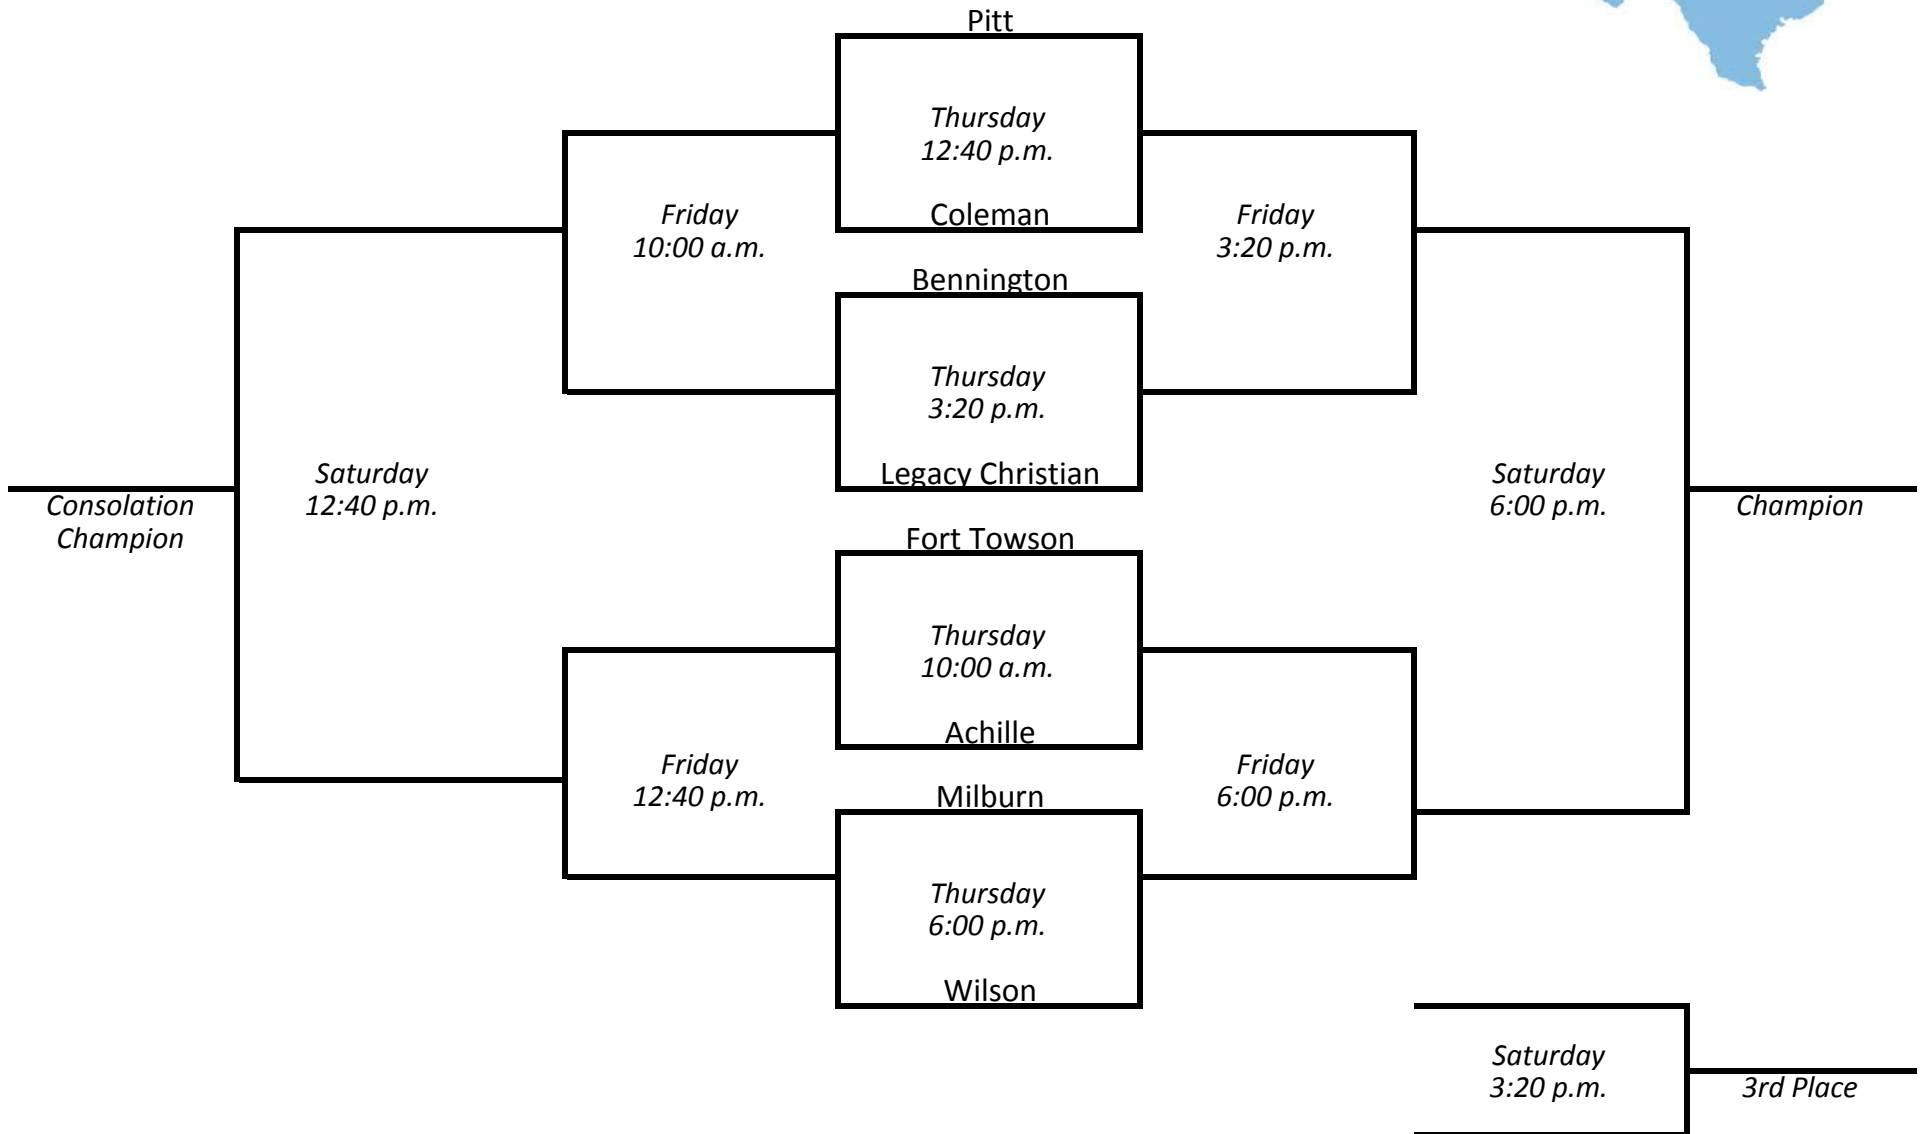 Pitt
Thursday
12:40 p.m.
Coleman
Friday
10:00 a.m.
Friday
3:20 p.m.
Bennington
Thursday
3:20 p.m.
Legacy Christian
Saturday
12:40 p.m.
Consolation
Champion
Saturday
6:00 p.m.
Champion
Fort Towson
Thursday
10:00 a.m.
Achille
Friday
12:40 p.m.
Friday
6:00 p.m.
Milburn
Thursday
6:00 p.m.
Wilson
Saturday
3:20 p.m.
3rd Place